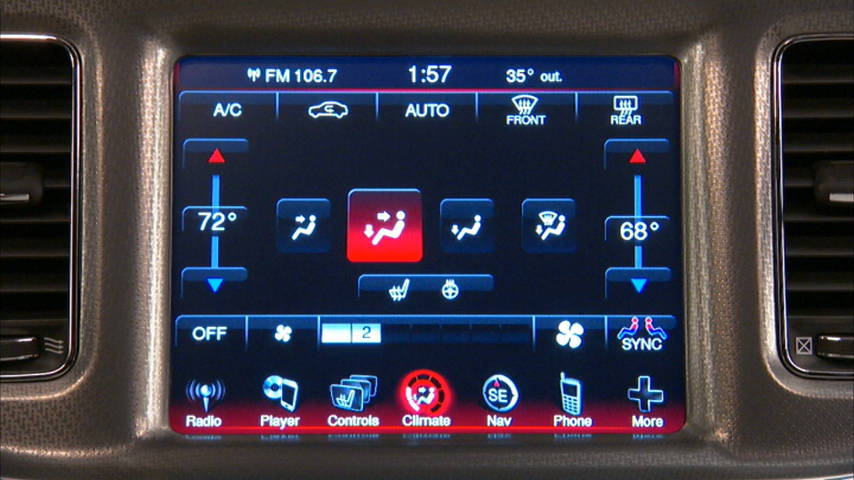 FM 106.7 1:57 35° out.
A/C AUTO FRONT REAR
72° 68°
OFF 2 SYNC
SE
Radio Player Controls Climate Nav Phone More